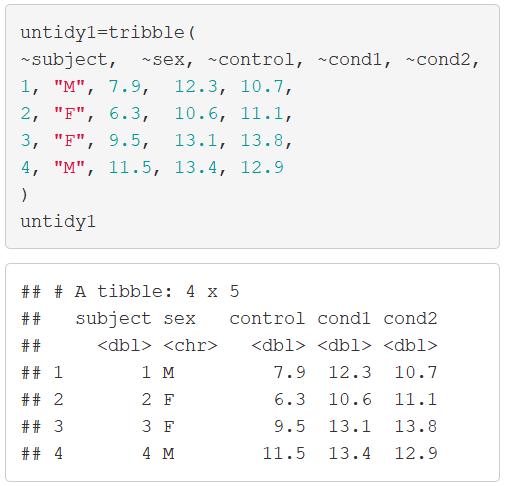 untidy1=tribble(
~subject,  ~sex, ~control, ~cond1, ~cond2,
1, "M", 7.9,  12.3, 10.7,
2, "F", 6.3,  10.6, 11.1,
3, "F", 9.5,  13.1, 13.8,
4, "M", 11.5, 13.4, 12.9
)
untidy1
## # A tibble: 4 x 5
##   subject sex   control cond1 cond2
##     <dbl> <chr>   <dbl> <dbl> <dbl>
## 1       1 M         7.9  12.3  10.7
## 2       2 F         6.3  10.6  11.1
## 3       3 F         9.5  13.1  13.8
## 4       4 M        11.5  13.4  12.9